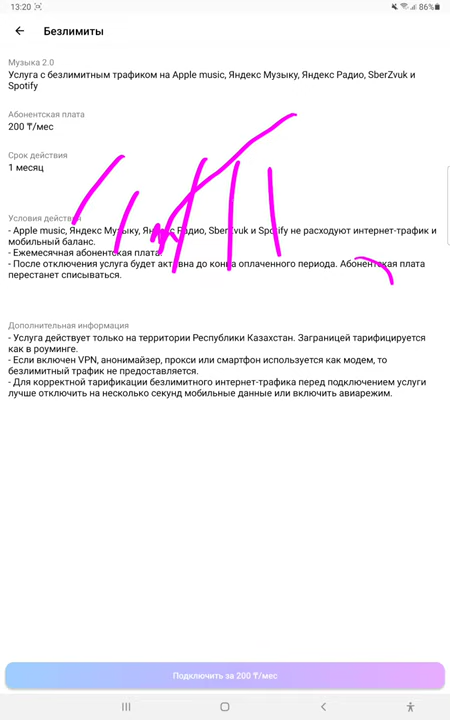 13:20
86%
Безлимиты
Музыка 2.0
Услуга с безлимитным трафиком на Apple music, Яндекс Музыку, Яндекс Радио, SberZvuk и
Spotify
Абонентская плата
200 ₸/мес
Срок действия
1 месяц
Условия действия
- Apple music, Яндекс Музыку, Яндекс Радио, SberZvuk и Spotify не расходуют интернет-трафик и
мобильный баланс.
- Ежемесячная абонентская плата.
- После отключения услуга будет активна до конца оплаченного периода. Абонентская плата
перестанет списываться.
Дополнительная информация
- Услуга действует только на территории Республики Казахстан. Заграницей тарифицируется
как в роуминге.
- Если включен VPN, анонимайзер, прокси или смартфон используется как модем, то
безлимитный трафик не предоставляется.
- Для корректной тарификации безлимитного интернет-трафика перед подключением услуги
лучше отключить на несколько секунд мобильные данные или включить авиарежим.
Подключить за 200 ₸/мес